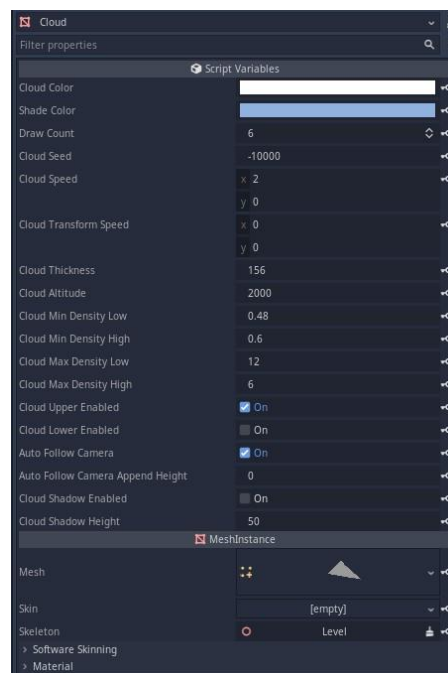 Cloud
Filter properties
Script Variables
Cloud Color
Shade Color
Draw Count 6
Cloud Seed -10000
Cloud Speed x 2
y 0
Cloud Transform Speed x 0
y 0
Cloud Thickness 156
Cloud Altitude 2000
Cloud Min Density Low 0.48
Cloud Min Density High 0.6
Cloud Max Density Low 12
Cloud Max Density High 6
Cloud Upper Enabled On
Cloud Lower Enabled On
Auto Follow Camera On
Auto Follow Camera Append Height 0
Cloud Shadow Enabled On
Cloud Shadow Height 50
MeshInstance
Mesh
Skin [empty]
Skeleton Level
> Software Skinning
> Material